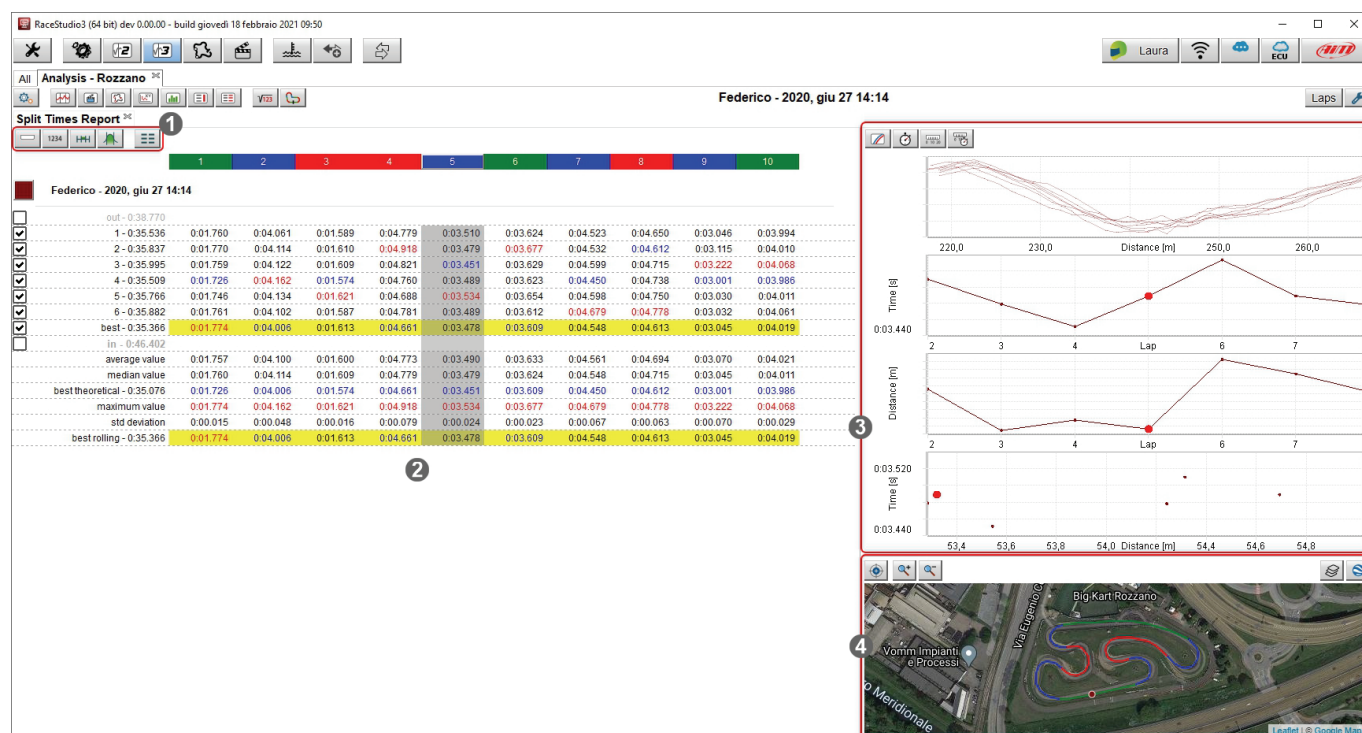 RaceStudio3 (64 bit) dev 0.00.00 - build giovedì 18 febbraio 2021 09:50
√2 √3 Laura ECU AiM
All Analysis - Rozzano
√123 Federico - 2020, giu 27 14:14 Laps
Split Times Report
1
1234
1 2 3 4 5 6 7 8 9 10
Federico - 2020, giu 27 14:14
out - 0:38.770
1 - 0:35.536 0:01.760 0:04.061 0:01.589 0:04.779 0:03.510 0:03.624 0:04.523 0:04.650 0:03.046 0:03.994
2 - 0:35.837 0:01.770 0:04.114 0:01.610 0:04.918 0:03.479 0:03.677 0:04.532 0:04.612 0:03.115 0:04.010
3 - 0:35.995 0:01.759 0:04.122 0:01.609 0:04.821 0:03.451 0:03.629 0:04.599 0:04.715 0:03.222 0:04.068
4 - 0:35.509 0:01.726 0:04.162 0:01.574 0:04.760 0:03.489 0:03.623 0:04.450 0:04.738 0:03.001 0:03.986
5 - 0:35.766 0:01.746 0:04.134 0:01.621 0:04.688 0:03.534 0:03.654 0:04.598 0:04.750 0:03.030 0:04.011
6 - 0:35.882 0:01.761 0:04.102 0:01.587 0:04.781 0:03.489 0:03.612 0:04.679 0:04.778 0:03.032 0:04.061
best - 0:35.366 0:01.774 0:04.006 0:01.613 0:04.661 0:03.478 0:03.609 0:04.548 0:04.613 0:03.045 0:04.019
in - 0:46.402
average value 0:01.757 0:04.100 0:01.600 0:04.773 0:03.490 0:03.633 0:04.561 0:04.694 0:03.070 0:04.021
median value 0:01.760 0:04.114 0:01.609 0:04.779 0:03.479 0:03.624 0:04.548 0:04.715 0:03.045 0:04.011
best theoretical - 0:35.076 0:01.726 0:04.006 0:01.574 0:04.661 0:03.451 0:03.609 0:04.450 0:04.612 0:03.001 0:03.986
maximum value 0:01.774 0:04.162 0:01.621 0:04.918 0:03.534 0:03.677 0:04.679 0:04.778 0:03.222 0:04.068
std deviation 0:00.015 0:00.048 0:00.016 0:00.079 0:00.024 0:00.023 0:00.067 0:00.063 0:00.070 0:00.029
best rolling - 0:35.366 0:01.774 0:04.006 0:01.613 0:04.661 0:03.478 0:03.609 0:04.548 0:04.613 0:03.045 0:04.019
2
220,0 230,0 Distance [m] 250,0 260,0
Time [s]
0:03.440
2 3 4 Lap 6 7
Distance [m]
3
2 3 4 Lap 6 7
0:03.520
Time [s]
0:03.440
53,4 53,6 53,8 54,0 Distance [m] 54,4 54,6 54,8
Big-Kart Rozzano
Via Eugenio C
4
Vomm Impianti
e Processi
o Meridionale
Leaflet | © Google Map